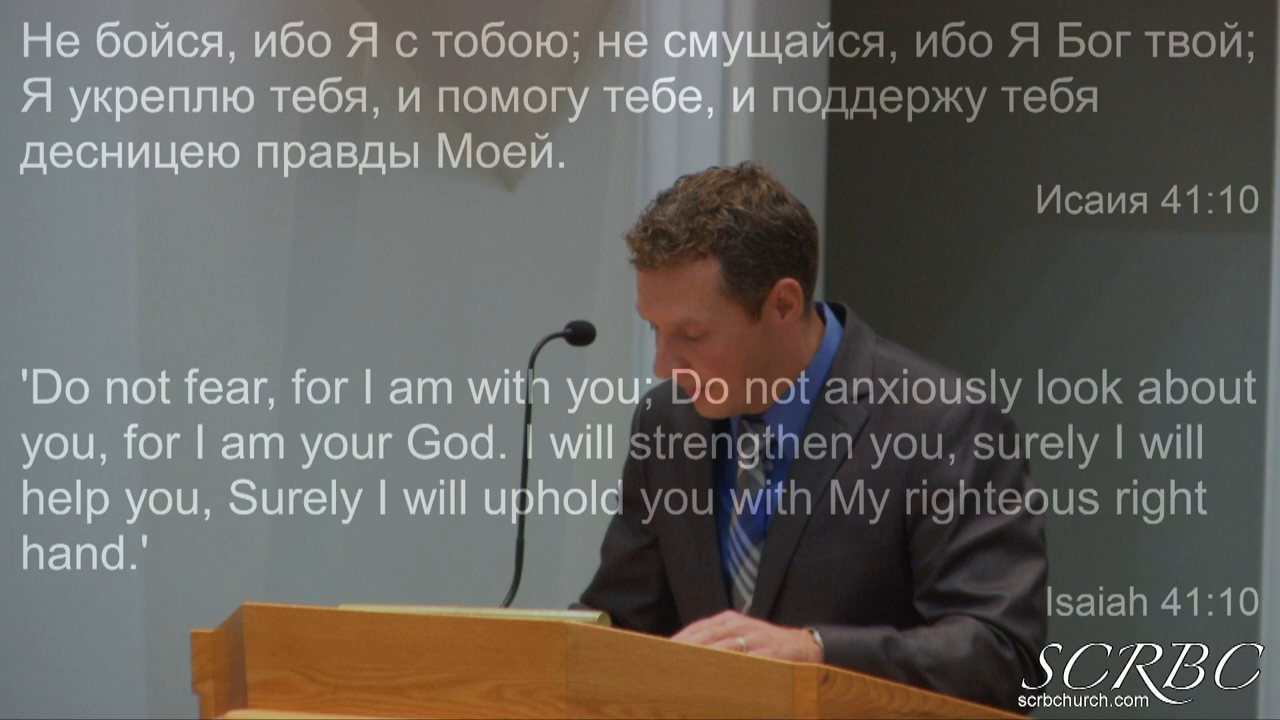 Не бойся, ибо Я с тобою; не смущайся, ибо Я Бог твой;
Я укреплю тебя, и помогу тебе, и поддержу тебя
десницею правды Моей.
Исаия 41:10
'Do not fear, for I am with you; Do not anxiously look about
you, for I am your God. I will strengthen you, surely I will
help you, Surely I will uphold you with My righteous right
hand.'
Isaiah 41:10
SCRBC
scrbchurch.com